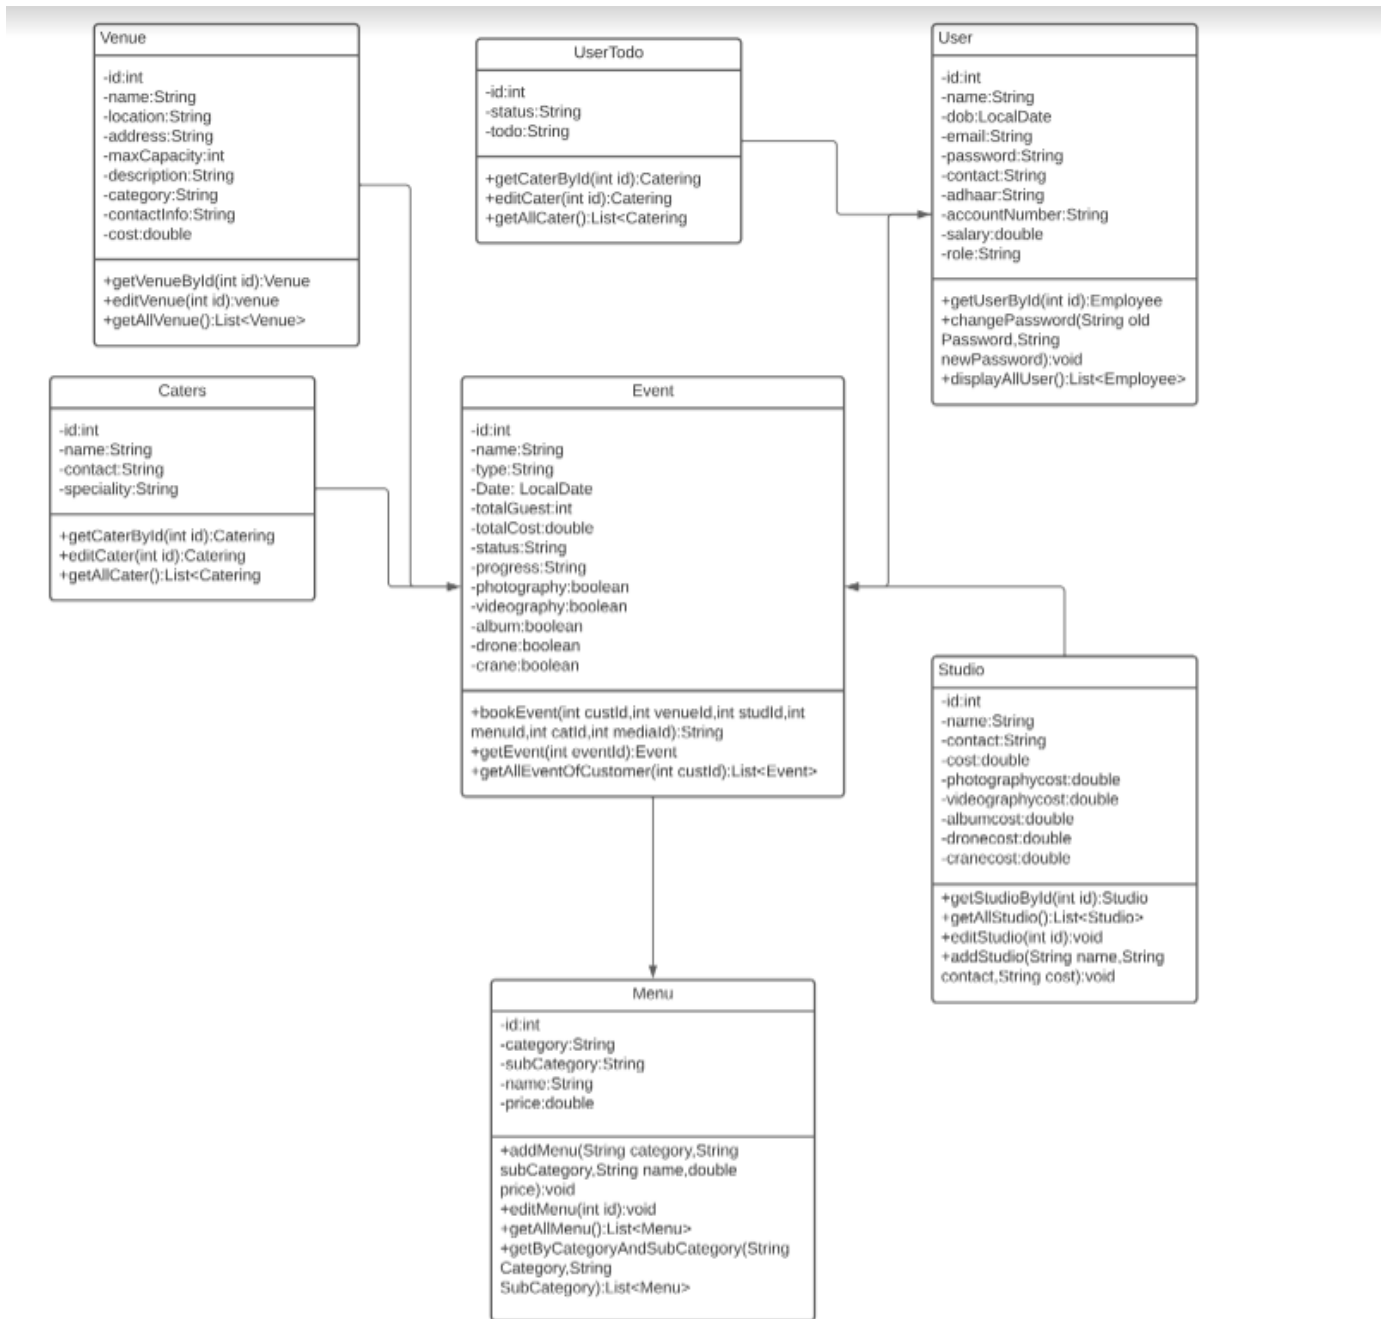 Venue
-id:int
-name:String
-location:String
-address:String
-maxCapacity:int
-description:String
-category:String
-contactInfo:String
-cost:double
+getVenueById(int id):Venue
+editVenue(int id):venue
+getAllVenue():List<Venue>
UserTodo
-id:int
-status:String
-todo:String
+getCaterById(int id):Catering
+editCater(int id):Catering
+getAllCater():List<Catering
User
-id:int
-name:String
-dob:LocalDate
-email:String
-password:String
-contact:String
-adhaar:String
-accountNumber:String
-salary:double
-role:String
+getUserById(int id):Employee
+changePassword(String old
Password,String
newPassword):void
+displayAllUser():List<Employee>
Caters
-id:int
-name:String
-contact:String
-speciality:String
+getCaterById(int id):Catering
+editCater(int id):Catering
+getAllCater():List<Catering
Event
-id:int
-name:String
-type:String
-Date: LocalDate
-totalGuest:int
-totalCost:double
-status:String
-progress:String
-photography:boolean
-videography:boolean
-album:boolean
-drone:boolean
-crane:boolean
+bookEvent(int custId,int venueId,int studId,int
menuId,int catId,int mediaId):String
+getEvent(int eventId):Event
+getAllEventOfCustomer(int custId):List<Event>
Studio
-id:int
-name:String
-contact:String
-cost:double
-photographycost:double
-videographycost:double
-albumcost:double
-dronecost:double
-cranecost:double
+getStudioById(int id):Studio
+getAllStudio():List<Studio>
+editStudio(int id):void
+addStudio(String name,String
contact,String cost):void
Menu
-id:int
-category:String
-subCategory:String
-name:String
-price:double
+addMenu(String category,String
subCategory,String name,double
price):void
+editMenu(int id):void
+getAllMenu():List<Menu>
+getByCategoryAndSubCategory(String
Category,String
SubCategory):List<Menu>